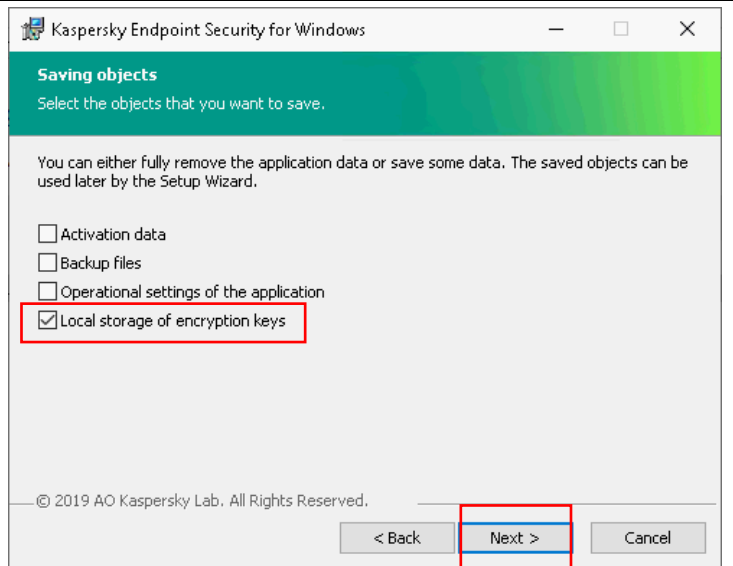 Kaspersky Endpoint Security for Windows
Saving objects
Select the objects that you want to save.
You can either fully remove the application data or save some data. The saved objects can be
used later by the Setup Wizard.
Activation data
Backup files
Operational settings of the application
Local storage of encryption keys
© 2019 AO Kaspersky Lab. All Rights Reserved.
< Back Next > Cancel